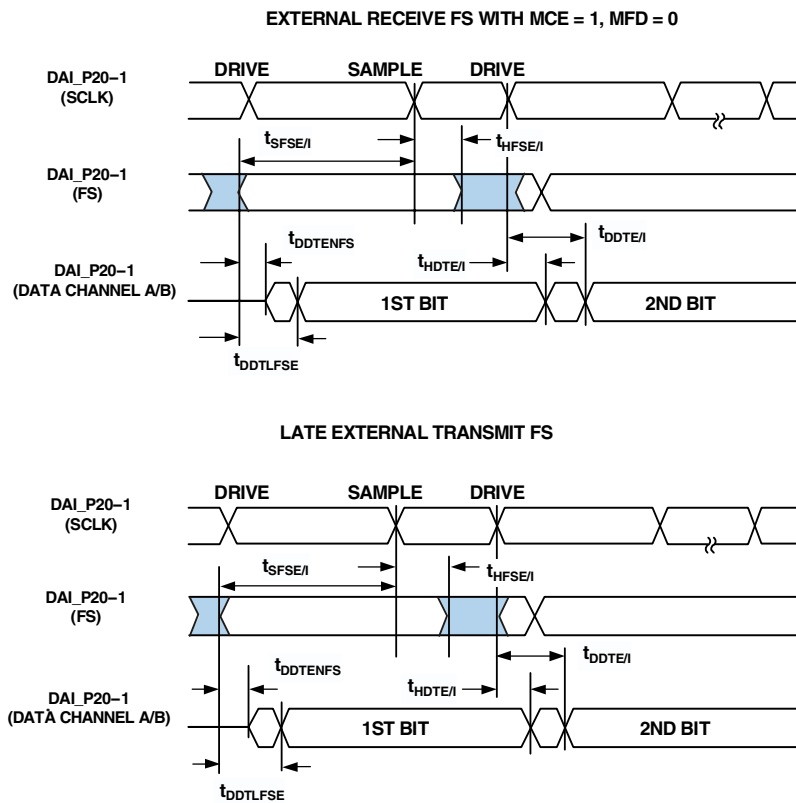 EXTERNAL RECEIVE FS WITH MCE = 1, MFD = 0
DRIVE SAMPLE DRIVE
DAI_P20–1
(SCLK)
tSFSE/I tHFSE/I
DAI_P20–1
(FS)
tDDTENFS tHDTE/I tDDTE/I
DAI_P20–1
(DATA CHANNEL A/B)
1ST BIT 2ND BIT
tDDTLFSE
LATE EXTERNAL TRANSMIT FS
DRIVE SAMPLE DRIVE
DAI_P20–1
(SCLK)
tSFSE/I tHFSE/I
DAI_P20–1
(FS)
tDDTENFS tHDTE/I tDDTE/I
DAI_P20–1
(DATA CHANNEL A/B)
1ST BIT 2ND BIT
tDDTLFSE